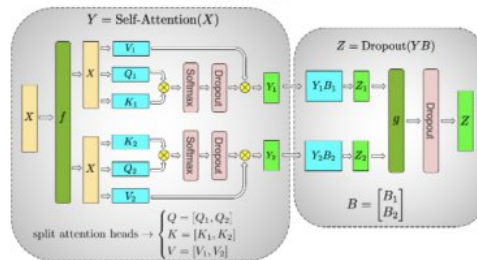 Y = Self-Attention(X)
Z = Dropout(YB)
X
f
X
V₁
Q₁
K₁
Softmax
Dropout
Y₁
X
K₂
Q₂
V₂
Softmax
Dropout
Y₂
Y₁B₁
Z₁
Y₂B₂
Z₂
g
Dropout
Z
split attention heads → { Q = [Q₁, Q₂]
K = [K₁, K₂]
V = [V₁, V₂]
B = [B₁
B₂]